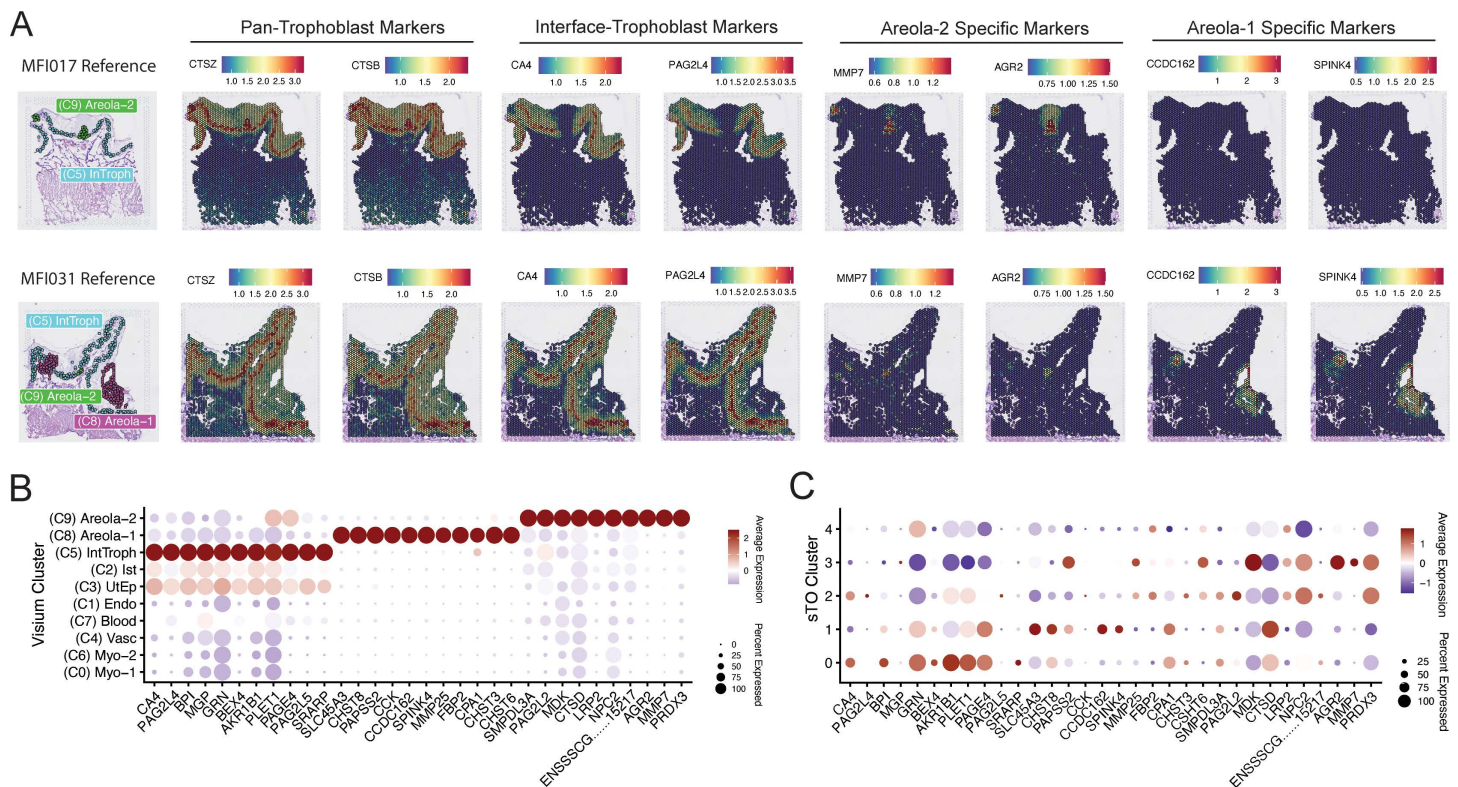 A
Pan-Trophoblast Markers
Interface-Trophoblast Markers
Areola-2 Specific Markers
Areola-1 Specific Markers
MFI017 Reference
CTSZ
1.0 1.5 2.0 2.5 3.0
CTSB
1.0 1.5 2.0
CA4
1.0 2.0
PAG2L4
1.0 1.5 2.0 2.5 3.0 3.5
MMP7
0.6 0.8 1.0 1.2
AGR2
0.75 1.00 1.25 1.50
CCDC162
1 2 3
SPINK4
0.5 1.0 1.5 2.0 2.5
(C9) Areola-2
(C5) InTroph
MFI031 Reference
CTSZ
1.0 1.5 2.0 2.5 3.0
CTSB
1.0 1.5 2.0
CA4
1.0 2.0
PAG2L4
1.0 1.5 2.0 2.5 3.0 3.5
MMP7
0.6 0.8 1.0 1.2
AGR2
0.75 1.00 1.25 1.50
CCDC162
1 2 3
SPINK4
0.5 1.0 1.5 2.0 2.5
(C5) IntTroph
(C9) Areola-2
(C8) Areola-1
B
Visium Cluster
(C9) Areola-2
(C8) Areola-1
(C5) IntTroph
(C2) Ist
(C3) UtEp
(C1) Endo
(C7) Blood
(C4) Vasc
(C6) Myo-2
(C0) Myo-1
CA4
PAG2L4
BPI
MGP
GRN
BEX4
AKR1B1
PLET1
PAGE4
PAG2L5
SRARP
SLC45A3
CHST8
PAPSS2
CCK
CCDC162
SPINK4
MMP25
FBP2
CPA1
CHST3
CHST6
SMPDL3A
PAG2L2
MDK
CTSD
LRP2
NPC2
ENSSSCG...... 15217
AGR2
MMP7
PRDX3
Average Expression
2
1
0
Percent Expressed
0
25
50
75
100
C
sTO Cluster
4
3
2
1
0
CA4
PAG2L4
BPI
MGP
GRN
BEX4
AKR1B1
PLET1
PAGE4
PAG2L5
SRARP
SLC45A3
CHST8
PAPSS2
CCK
CCDC162
SPINK4
MMP25
FBP2
CPA1
CHST3
CSHT6
SMPDL3A
PAG2L2
MDK
CTSD
LRP2
NPC2
ENSSSCG...... 15217
AGR2
MMP7
PRDX3
Average Expression
1
0
−1
Percent Expressed
25
50
75
100